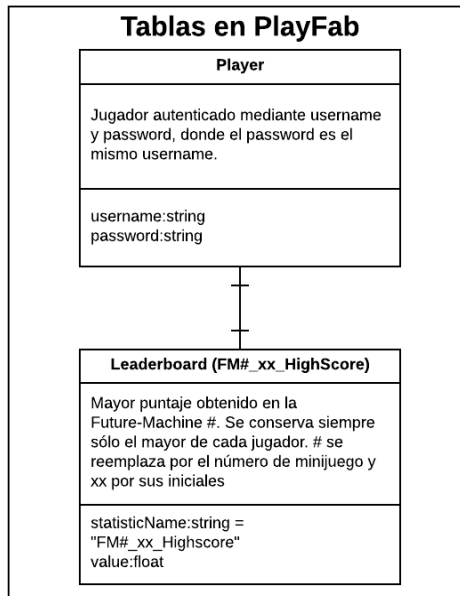 Tablas en PlayFab
Player
Jugador autenticado mediante username
y password, donde el password es el
mismo username.
username:string
password:string
Leaderboard (FM#_xx_HighScore)
Mayor puntaje obtenido en la
Future-Machine #. Se conserva siempre
sólo el mayor de cada jugador. # se
reemplaza por el número de minijuego y
xx por sus iniciales
statisticName:string =
"FM#_xx_Highscore"
value:float